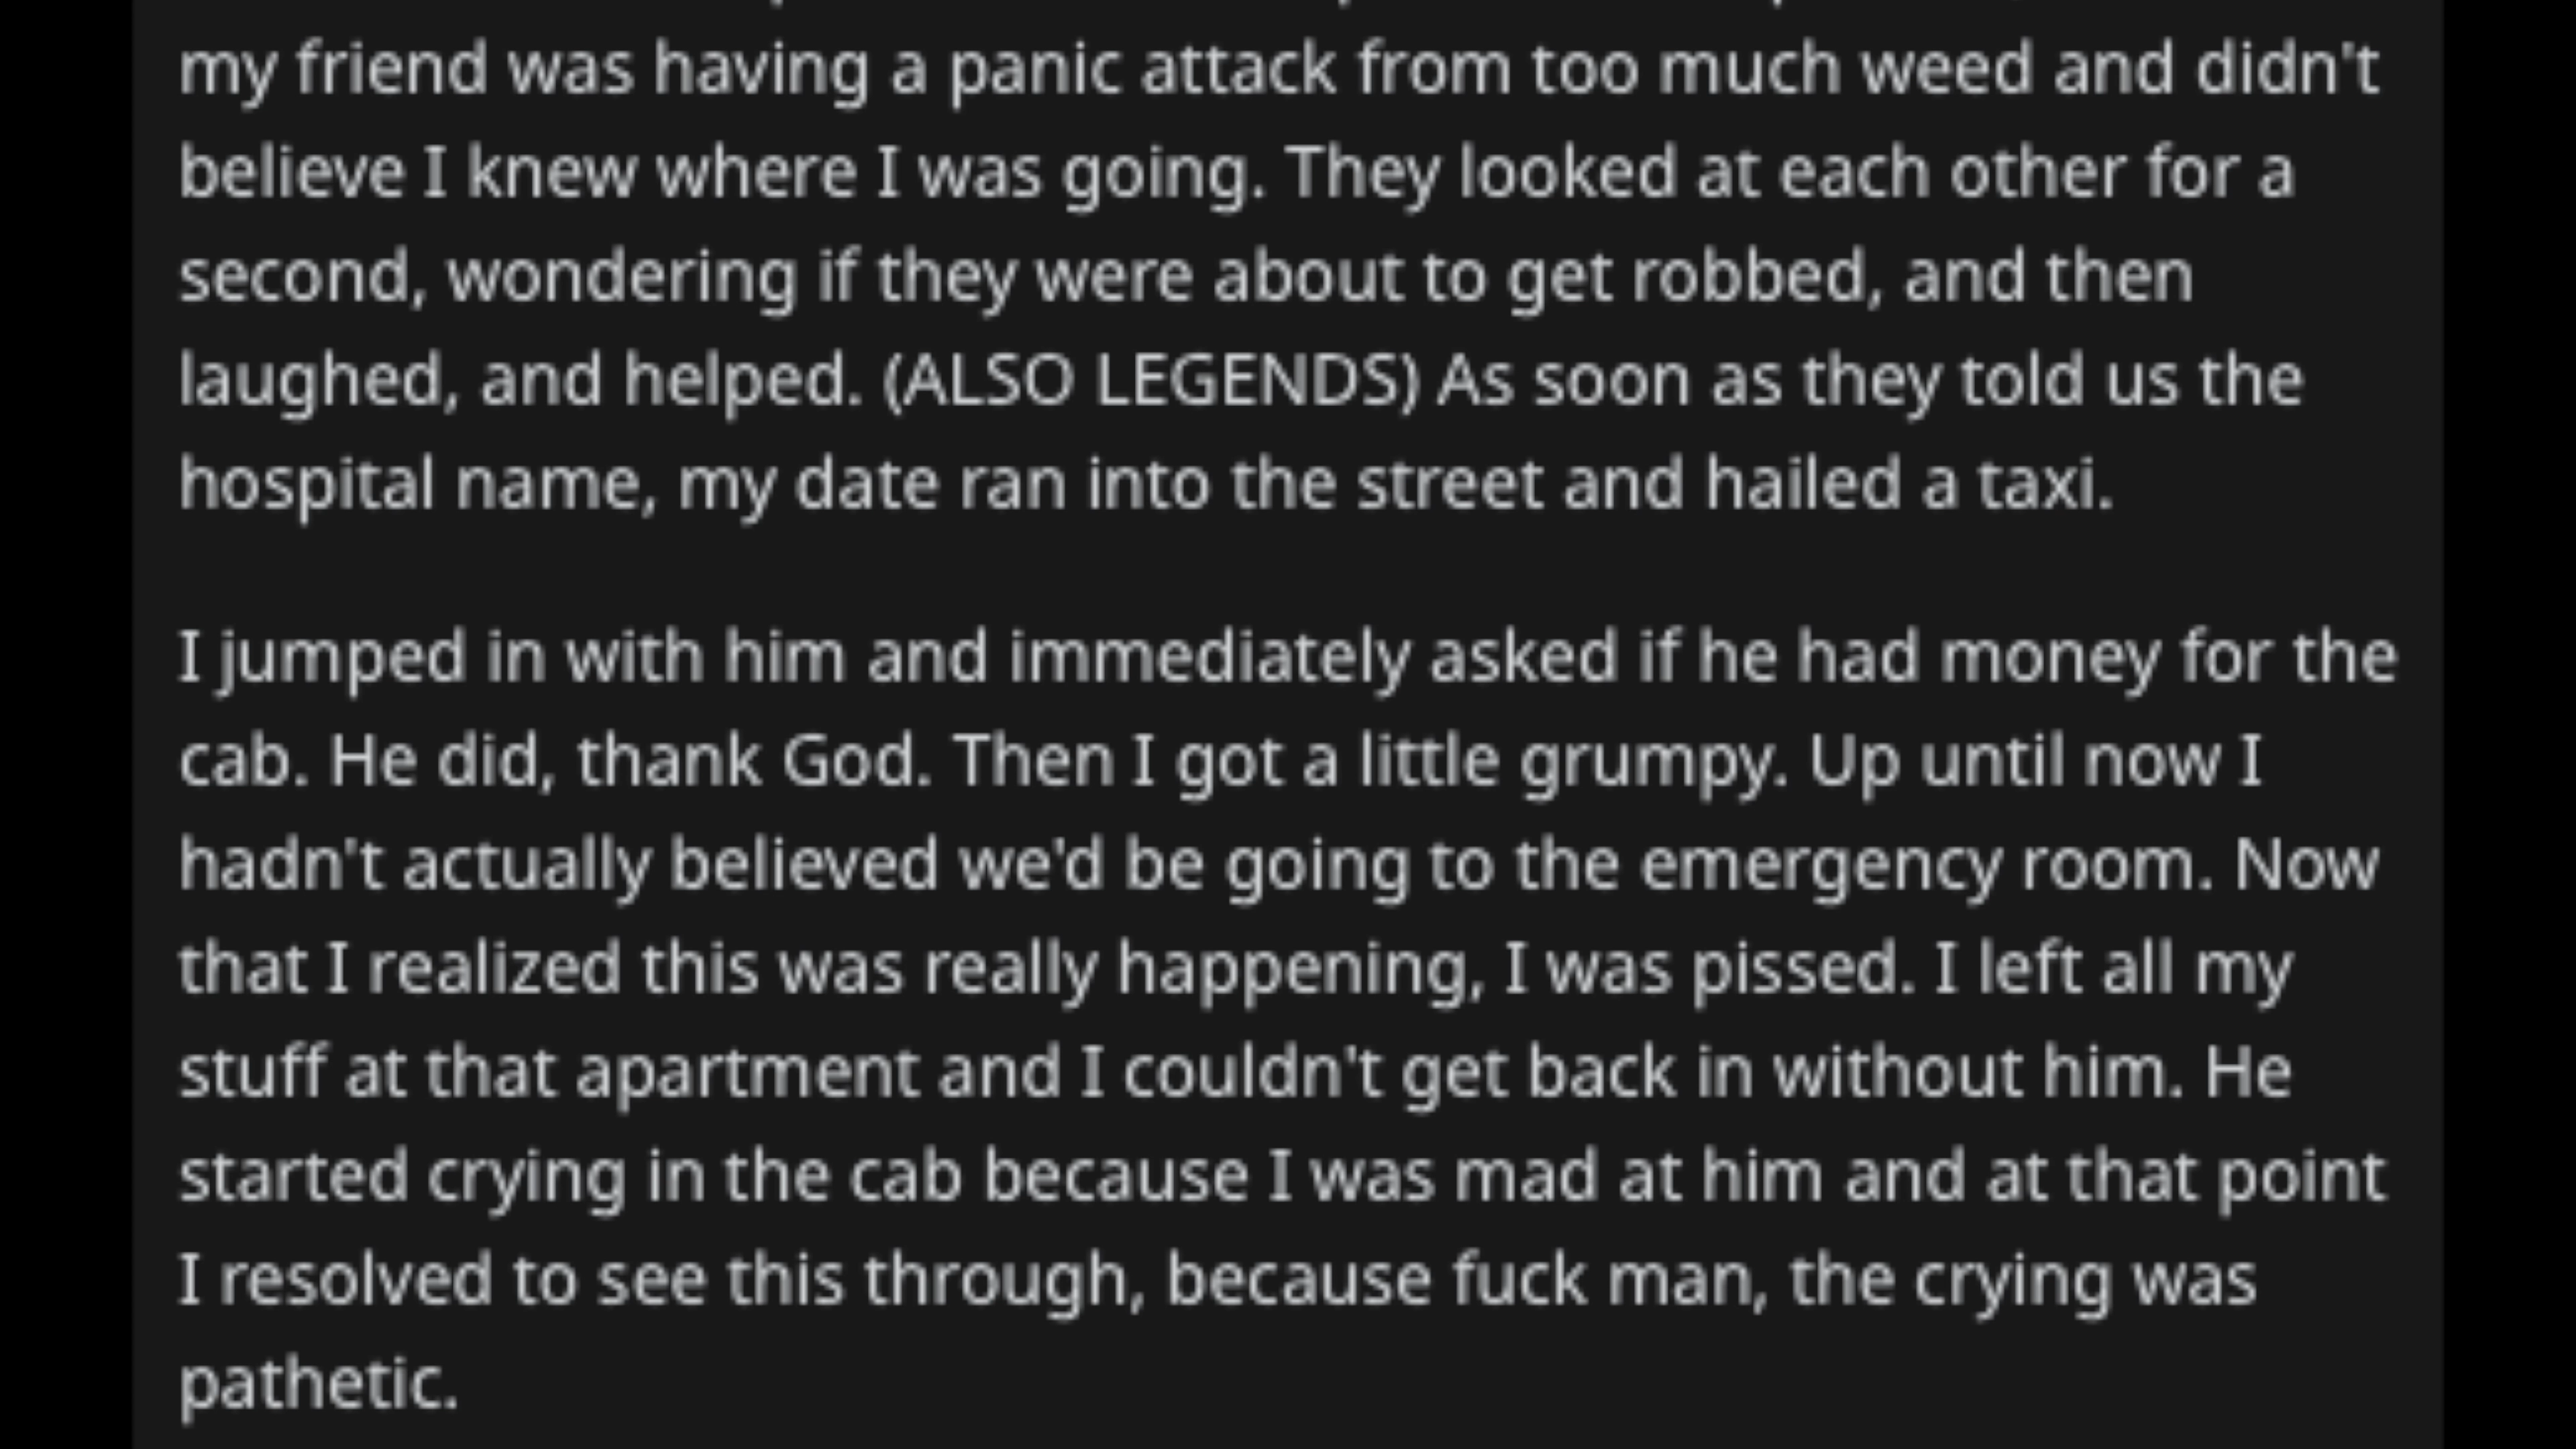 my friend was having a panic attack from too much weed and didn't
believe I knew where I was going. They looked at each other for a
second, wondering if they were about to get robbed, and then
laughed, and helped. (ALSO LEGENDS) As soon as they told us the
hospital name, my date ran into the street and hailed a taxi.
I jumped in with him and immediately asked if he had money for the
cab. He did, thank God. Then I got a little grumpy. Up until now I
hadn't actually believed we'd be going to the emergency room. Now
that I realized this was really happening, I was pissed. I left all my
stuff at that apartment and I couldn't get back in without him. He
started crying in the cab because I was mad at him and at that point
I resolved to see this through, because fuck man, the crying was
pathetic.